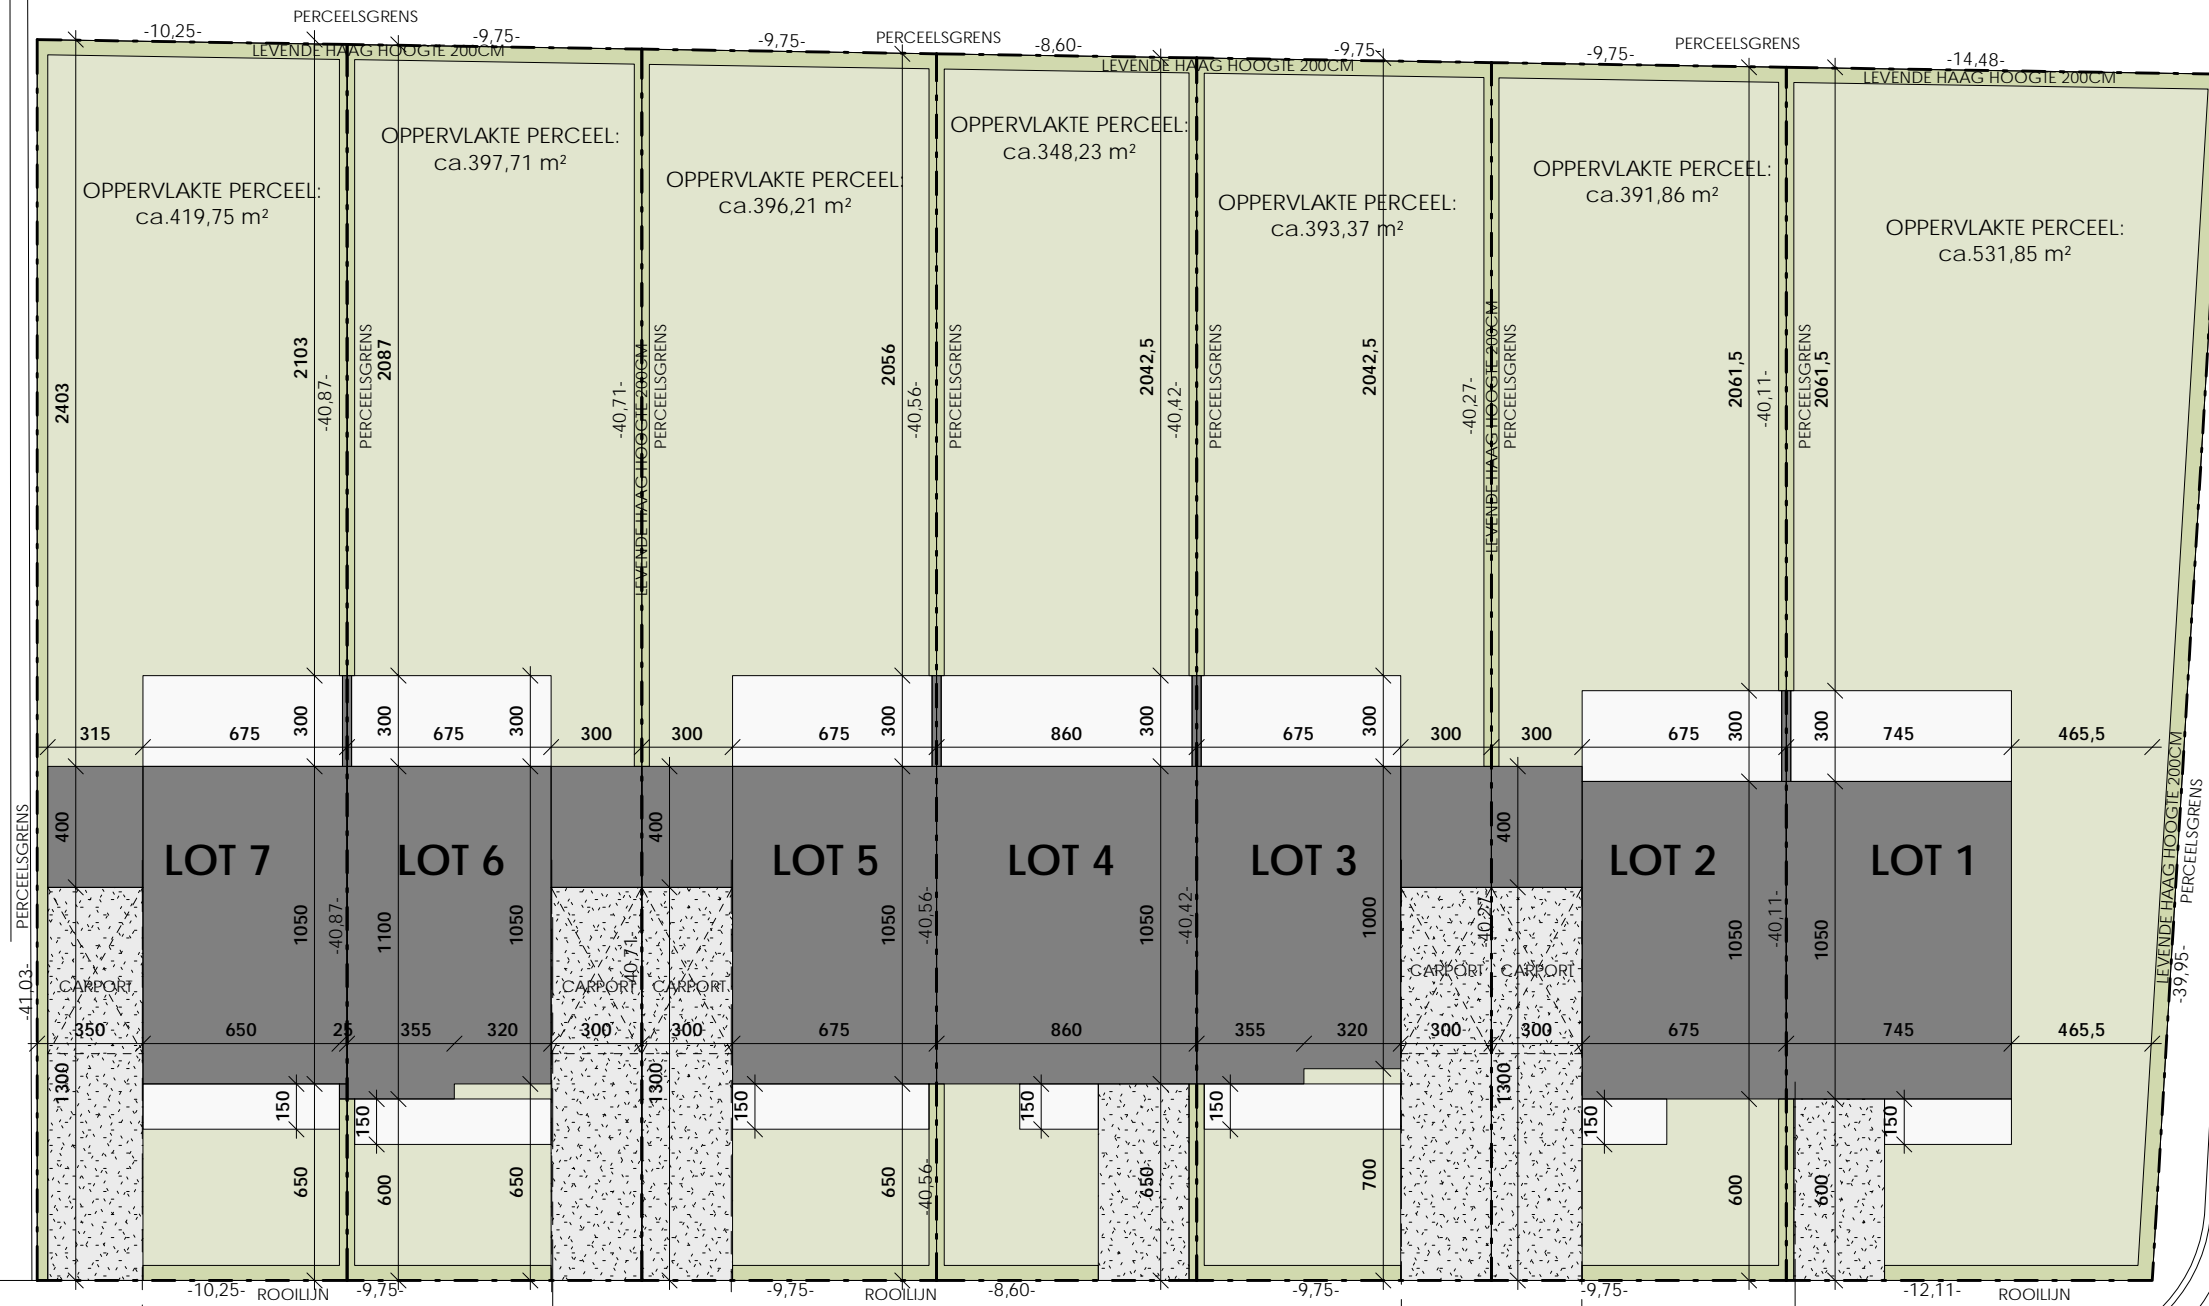 PERCEELSGRENS
-10,25-
-9,75-
-9,75-
PERCEELSGRENS
-8,60-
-9,75-
-9,75-
PERCEELSGRENS
-14,48-
LEVENDE HAAG HOOGTE 200CM
LEVENDE HAAG HOOGTE 200CM
LEVENDE HAAG HOOGTE 200CM
OPPERVLAKTE PERCEEL:
ca.419,75 m²
OPPERVLAKTE PERCEEL:
ca.397,71 m²
OPPERVLAKTE PERCEEL:
ca.396,21 m²
OPPERVLAKTE PERCEEL:
ca.348,23 m²
OPPERVLAKTE PERCEEL:
ca.393,37 m²
OPPERVLAKTE PERCEEL:
ca.391,86 m²
OPPERVLAKTE PERCEEL:
ca.531,85 m²
2403
2103
-40,87-
PERCEELSGRENS
2087
-40,71-
LEVENDE HAAG HOOGTE 200CM
PERCEELSGRENS
2056
-40,56-
PERCEELSGRENS
2042,5
-40,42-
PERCEELSGRENS
2042,5
-40,27-
LEVENDE HAAG HOOGTE 200CM
PERCEELSGRENS
2061,5
-40,11-
PERCEELSGRENS
2061,5
300
300
300
300
300
300
300
300
315
675
675
300
300
675
860
675
300
300
675
745
465,5
PERCEELSGRENS
400
400
400
LEVENDE HAAG HOOGTE 200CM
PERCEELSGRENS
LOT 7
LOT 6
LOT 5
LOT 4
LOT 3
LOT 2
LOT 1
-41,03-
1050
-40,87-
1100
1050
-40,71-
1050
-40,56-
1050
-40,42-
1000
-40,27-
1050
-40,11-
1050
-39,95-
CARPORT
CARPORT
CARPORT
CARPORT
CARPORT
350
650
25
355
320
300
300
675
860
355
320
300
300
675
745
465,5
1300
1300
1300
150
150
150
150
150
150
150
650
600
650
650
-40,56-
650
700
600
600
-10,25-
ROOILIJN
-9,75-
-9,75-
ROOILIJN
-8,60-
-9,75-
-9,75-
-12,11-
ROOILIJN